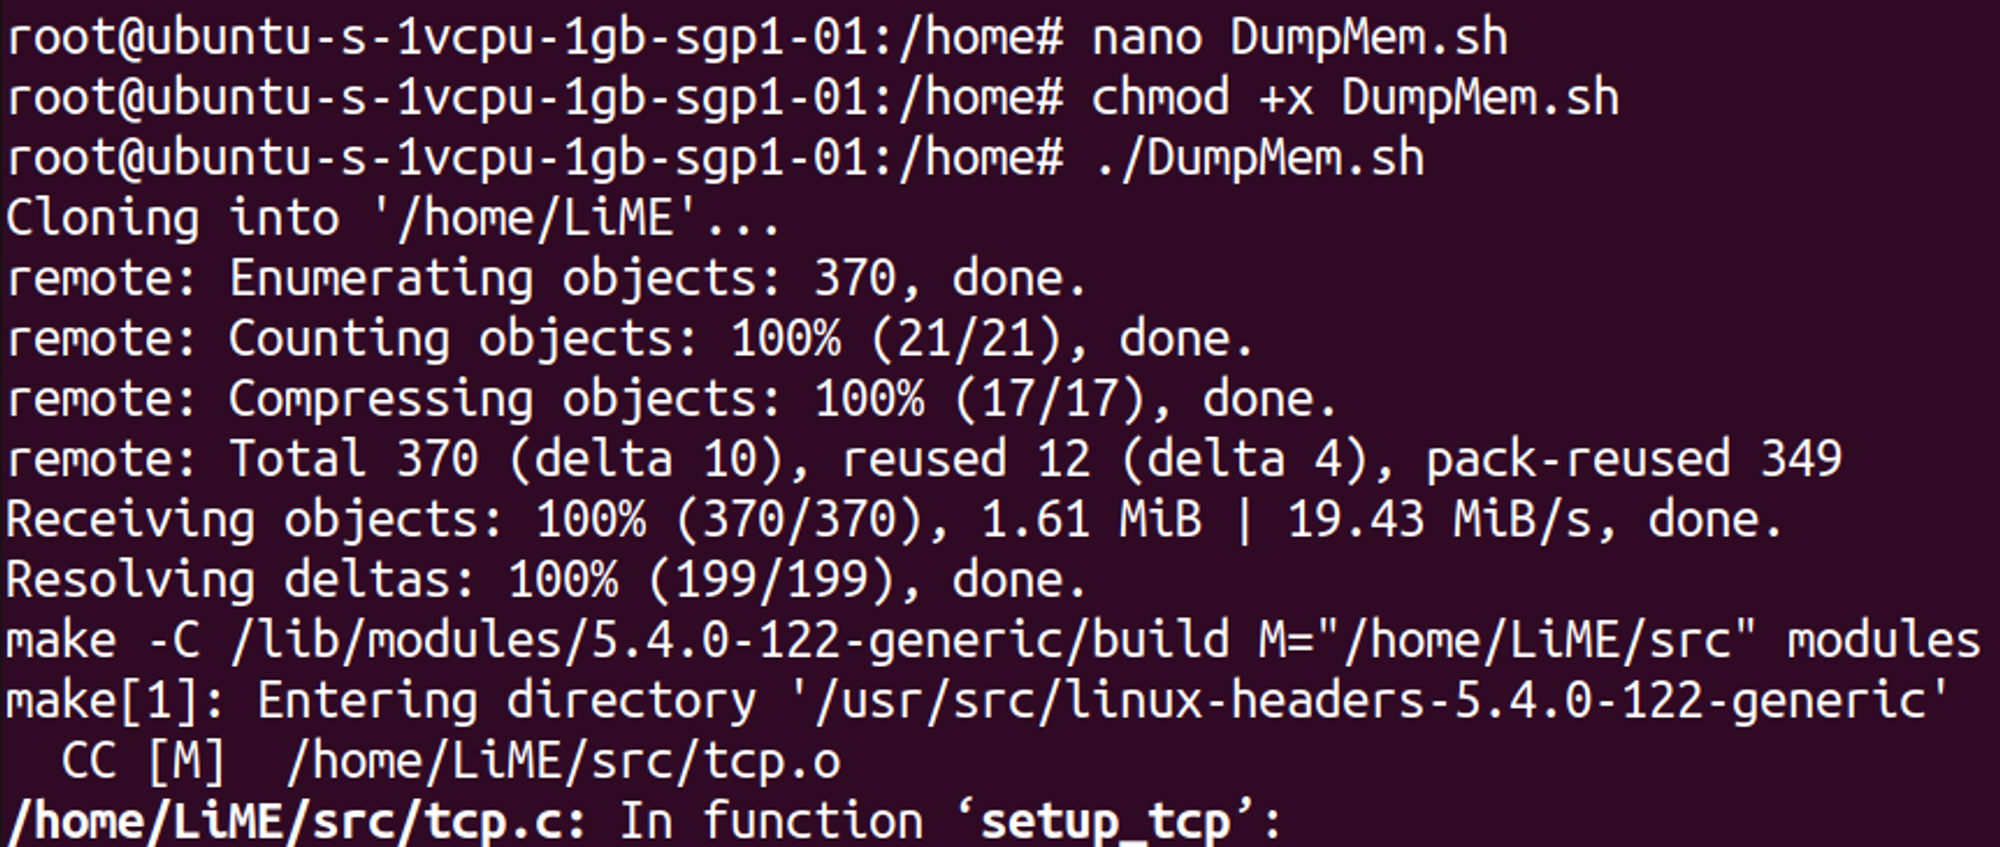 root@ubuntu-s-1vcpu-1gb-sgp1-01:/home# nano DumpMem.sh
root@ubuntu-s-1vcpu-1gb-sgp1-01:/home# chmod +x DumpMem.sh
root@ubuntu-s-1vcpu-1gb-sgp1-01:/home# ./DumpMem.sh
Cloning into '/home/LiME'...
remote: Enumerating objects: 370, done.
remote: Counting objects: 100% (21/21), done.
remote: Compressing objects: 100% (17/17), done.
remote: Total 370 (delta 10), reused 12 (delta 4), pack-reused 349
Receiving objects: 100% (370/370), 1.61 MiB | 19.43 MiB/s, done.
Resolving deltas: 100% (199/199), done.
make -C /lib/modules/5.4.0-122-generic/build M="/home/LiME/src" modules
make[1]: Entering directory '/usr/src/linux-headers-5.4.0-122-generic'
  CC [M]  /home/LiME/src/tcp.o
/home/LiME/src/tcp.c: In function ‘setup_tcp’: